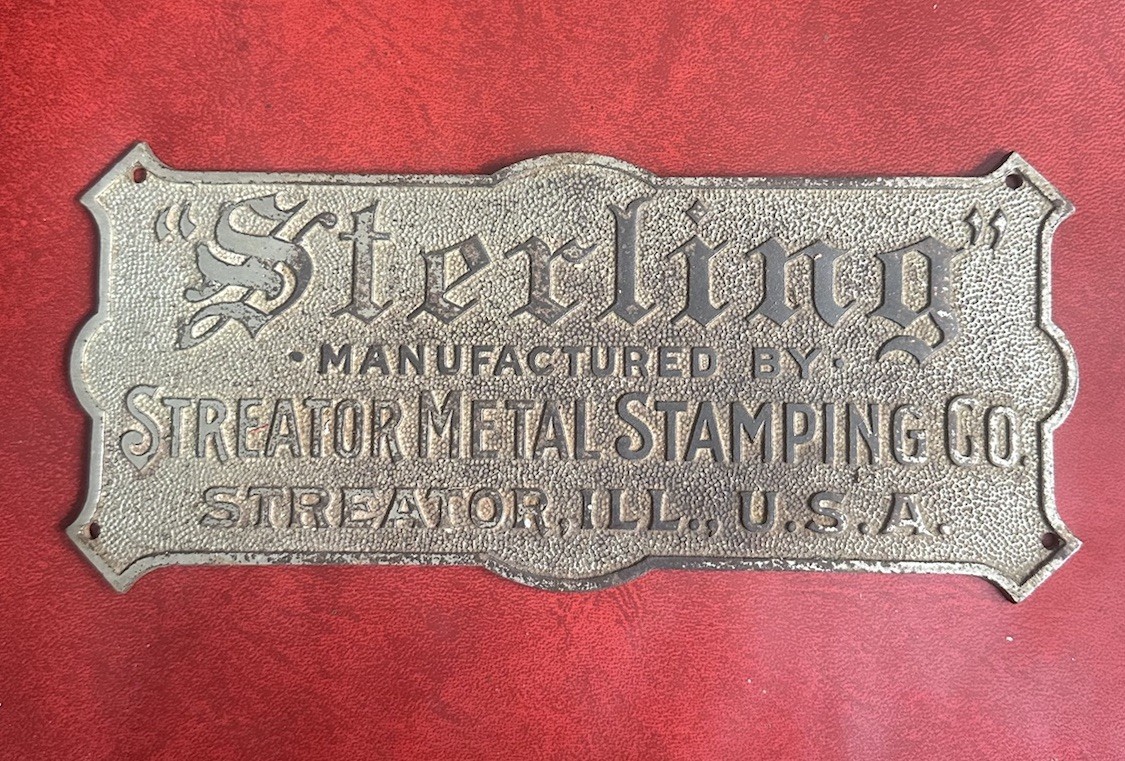 "Sterling"
·MANUFACTURED BY·
STREATOR METAL STAMPING CO.
STREATOR, ILL., U.S.A.